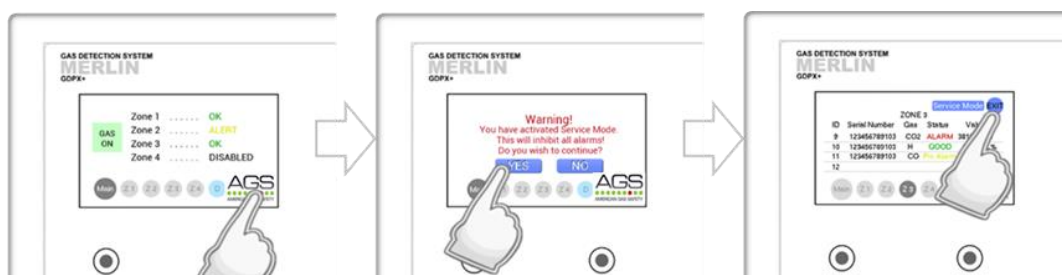 GAS DETECTION SYSTEM
MERLIN
GDPX+
GAS ON
Zone 1 ...... OK
Zone 2 ...... ALERT
Zone 3 ...... OK
Zone 4 ...... DISABLED
Main Z1 Z2 Z3 Z4 D
AGS
GAS DETECTION SYSTEM
MERLIN
GDPX+
Warning!
You have activated Service Mode.
This will inhibit all alarms!
Do you wish to continue?
YES NO
Z2 Z3 Z4 D
AGS
AMERICAN GAS SAFETY
GAS DETECTION SYSTEM
MERLIN
GDPX+
Service Mode EXIT
ZONE 3
ID Serial Number Gas Status
9 123456789103 CO2 ALARM
10 123456789103 H GOOD
11 123456789103 CO Pre Alarm
12
Main Z1 Z2 Z3